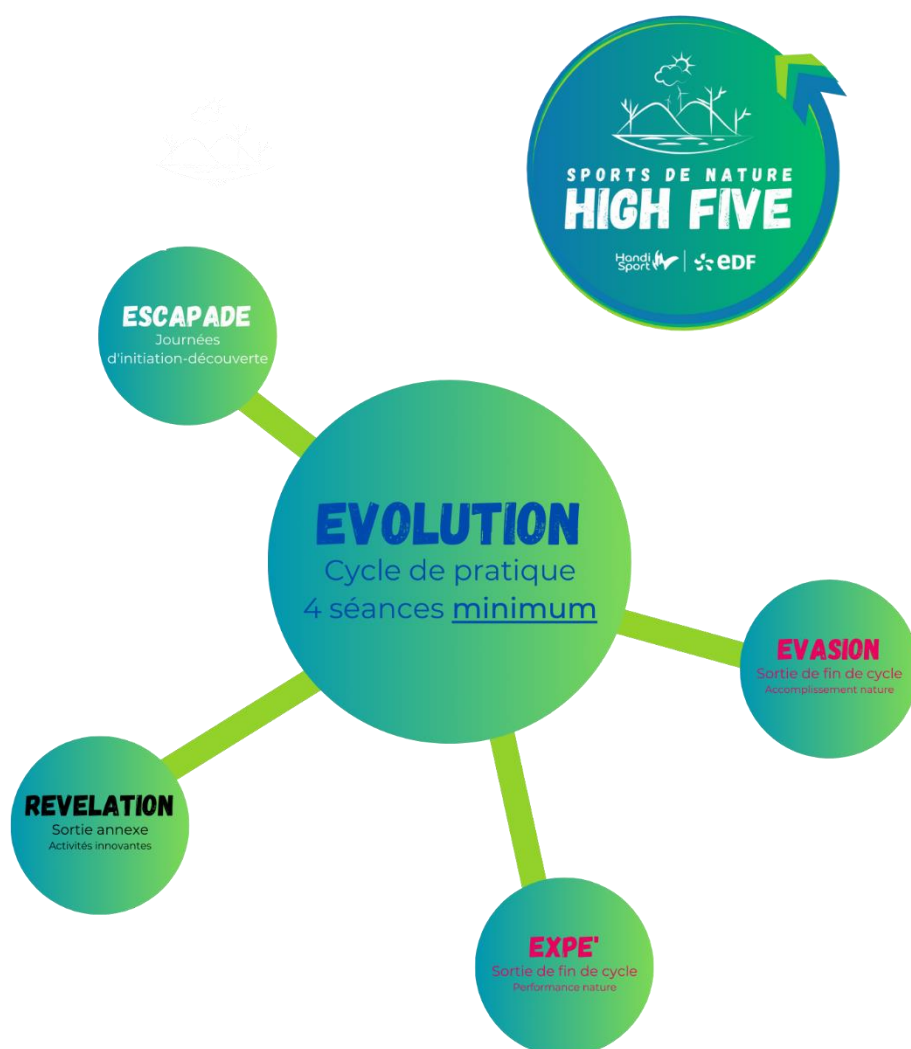 SPORTS DE NATURE
HIGH FIVE
Handi
Sport
eDF
ESCAPADE
Journées
d'initiation-découverte
EVOLUTION
Cycle de pratique
4 séances minimum
EVASION
Sortie de fin de cycle
Accomplissement nature
REVELATION
Sortie annexe
Activités innovantes
EXPE'
Sortie de fin de cycle
Performance nature